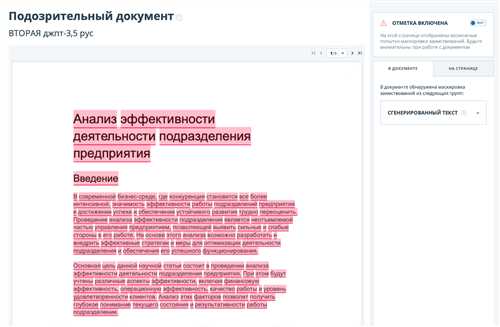 Подозрительный документ
ВТОРАЯ джпт-3,5 рус
ОТМЕТКА ВКЛЮЧЕНА
На этой странице отображены возможные
попытки маскировки заимствований. Будьте
внимательны при работе с документом.
В ДОКУМЕНТЕ
НА СТРАНИЦЕ
В документе обнаружена маскировка
заимствований из следующих групп:
СГЕНЕРИРОВАННЫЙ ТЕКСТ
Анализ эффективности
деятельности подразделения
предприятия
Введение
В современной бизнес-среде, где конкуренция становится все более
интенсивной, значимость эффективности работы подразделений предприятия
в достижении успеха и обеспечении устойчивого развития трудно переоценить.
Проведение анализа эффективности подразделения является неотъемлемой
частью управления предприятием, позволяющей выявить сильные и слабые
стороны в его работе. На основе этого анализа возможно разработать и
внедрить эффективные стратегии и меры для оптимизации деятельности
подразделения и обеспечения его успешного функционирования.
Основная цель данной научной статьи состоит в проведении анализа
эффективности деятельности подразделения предприятия. При этом будут
учтены различные аспекты эффективности, включая финансовую
эффективность, операционную эффективность, качество работы и уровень
удовлетворенности клиентов. Анализ этих факторов позволит получить
глубокое понимание текущего состояния и результативности работы
подразделения.